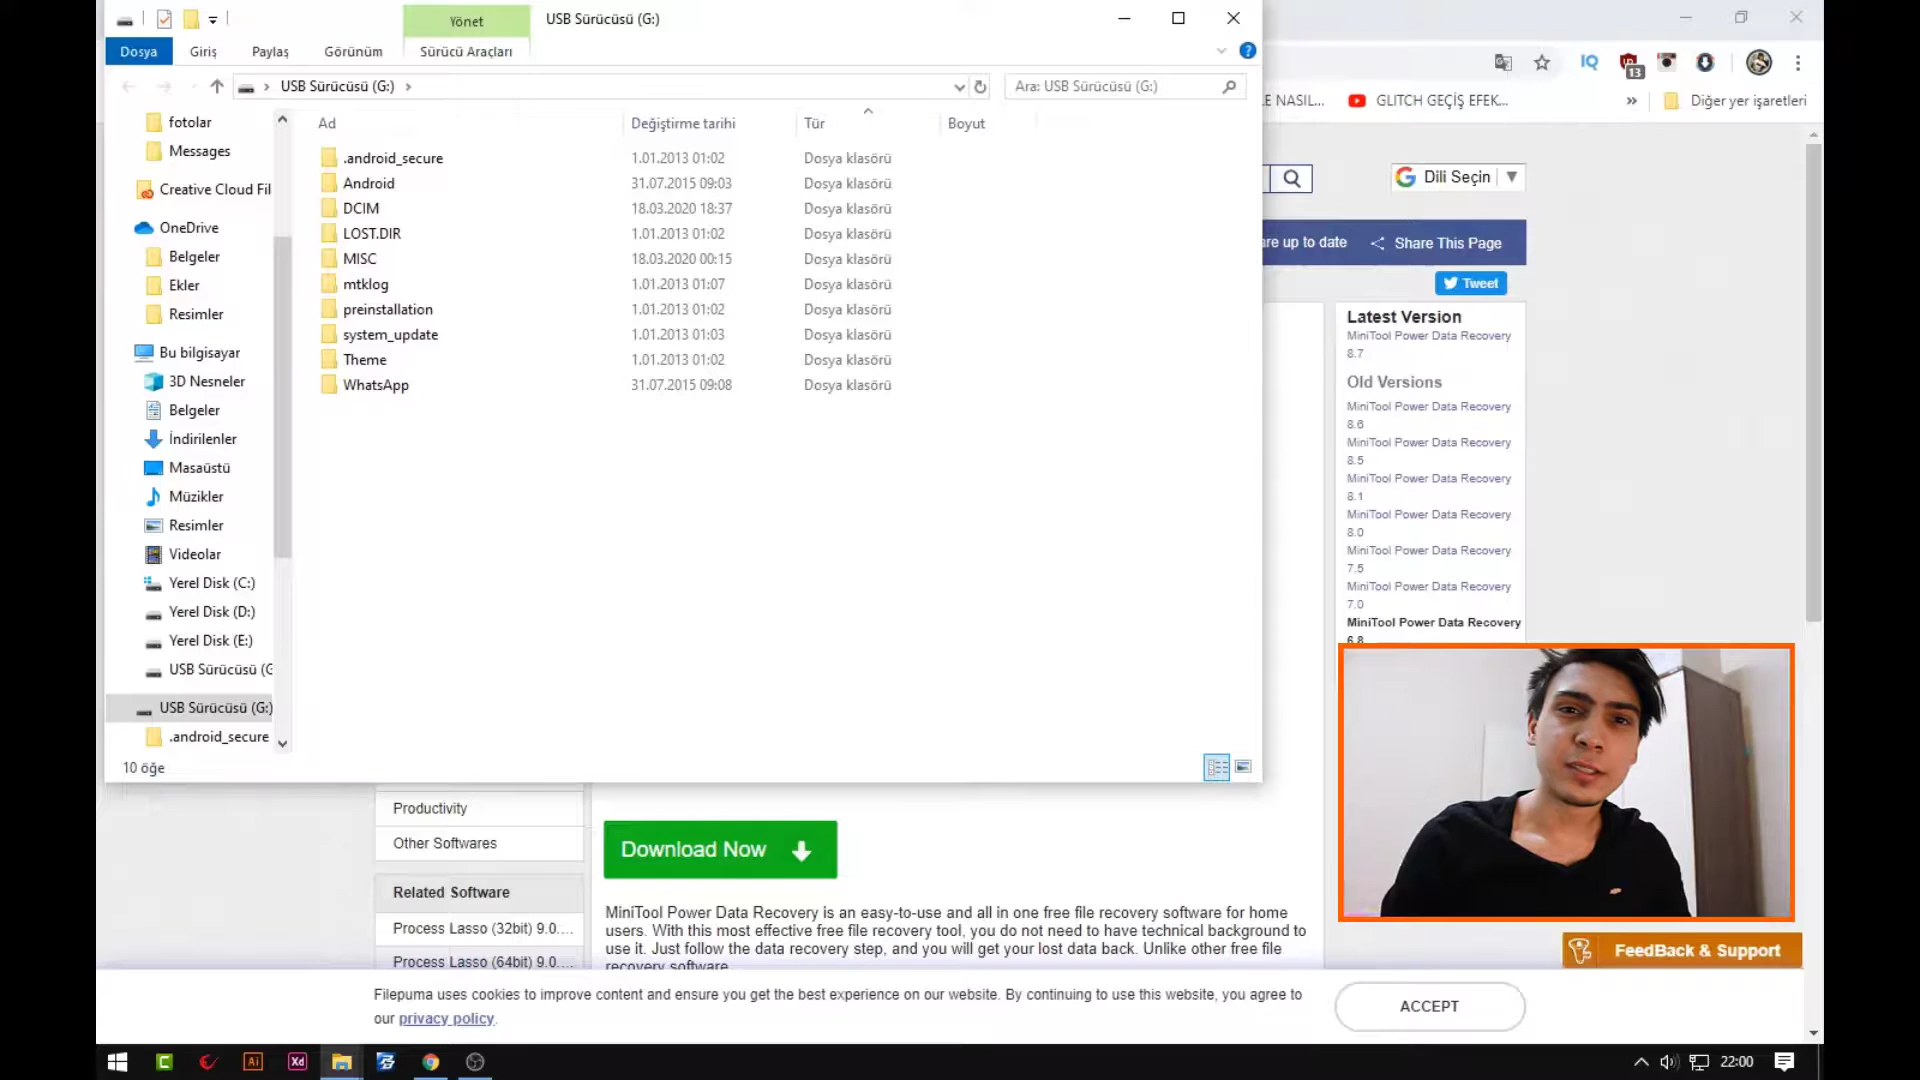 Yönet
USB Sürücüsü (G:)
Dosya
Giriş
Paylaş
Görünüm
Sürücü Araçları
USB Sürücüsü (G:)
Ara: USB Sürücüsü (G:)
IQ
13
LE NASIL...
GLITCH GEÇİŞ EFEK...
»
Diğer yer işaretleri
fotolar
Messages
Creative Cloud Fil
OneDrive
Belgeler
Ekler
Resimler
Bu bilgisayar
3D Nesneler
Belgeler
İndirilenler
Masaüstü
Müzikler
Resimler
Videolar
Yerel Disk (C:)
Yerel Disk (D:)
Yerel Disk (E:)
USB Sürücüsü (G
USB Sürücüsü (G:)
.android_secure
Ad Değiştirme tarihi Tür Boyut
.android_secure 1.01.2013 01:02 Dosya klasörü
Android 31.07.2015 09:03 Dosya klasörü
DCIM 18.03.2020 18:37 Dosya klasörü
LOST.DIR 1.01.2013 01:02 Dosya klasörü
MISC 18.03.2020 00:15 Dosya klasörü
mtklog 1.01.2013 01:07 Dosya klasörü
preinstallation 1.01.2013 01:02 Dosya klasörü
system_update 1.01.2013 01:03 Dosya klasörü
Theme 1.01.2013 01:02 Dosya klasörü
WhatsApp 31.07.2015 09:08 Dosya klasörü
10 öğe
Dili Seçin
are up to date
Share This Page
Tweet
Latest Version
MiniTool Power Data Recovery
8.7
Old Versions
MiniTool Power Data Recovery
8.6
MiniTool Power Data Recovery
8.5
MiniTool Power Data Recovery
8.1
MiniTool Power Data Recovery
8.0
MiniTool Power Data Recovery
7.5
MiniTool Power Data Recovery
7.0
MiniTool Power Data Recovery
6.8
Productivity
Other Softwares
Related Software
Process Lasso (32bit) 9.0....
Process Lasso (64bit) 9.0....
Download Now
MiniTool Power Data Recovery is an easy-to-use and all in one free file recovery software for home
users. With this most effective free file recovery tool, you do not need to have technical background to
use it. Just follow the data recovery step, and you will get your lost data back. Unlike other free file
recovery software
FeedBack & Support
Filepuma uses cookies to improve content and ensure you get the best experience on our website. By continuing to use this website, you agree to
our privacy policy.
ACCEPT
Ai
Xd
22:00